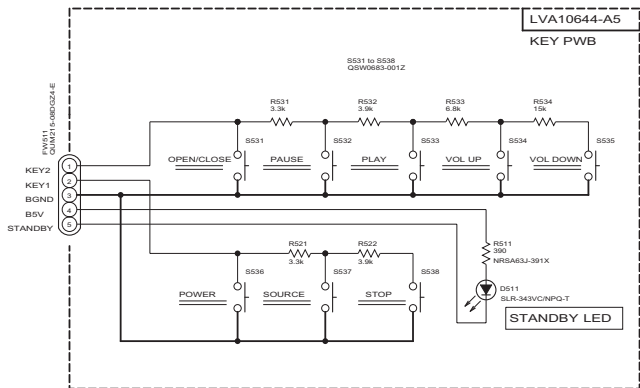 LVA10644-A5
KEY PWB
S531 to S538
QSW0683-001Z
FW511
QUM215-08DGZ4-E
R531
3.3k
R532
3.9k
R533
6.8k
R534
15k
S531
S532
S533
S534
S535
OPEN/CLOSE
PAUSE
PLAY
VOL UP
VOL DOWN
KEY2
1
KEY1
2
BGND
3
B5V
4
STANDBY
5
R511
390
NRSA63J-391X
R521
3.3k
R522
3.9k
S536
S537
S538
POWER
SOURCE
STOP
D511
SLR-343VC/NPQ-T
STANDBY LED